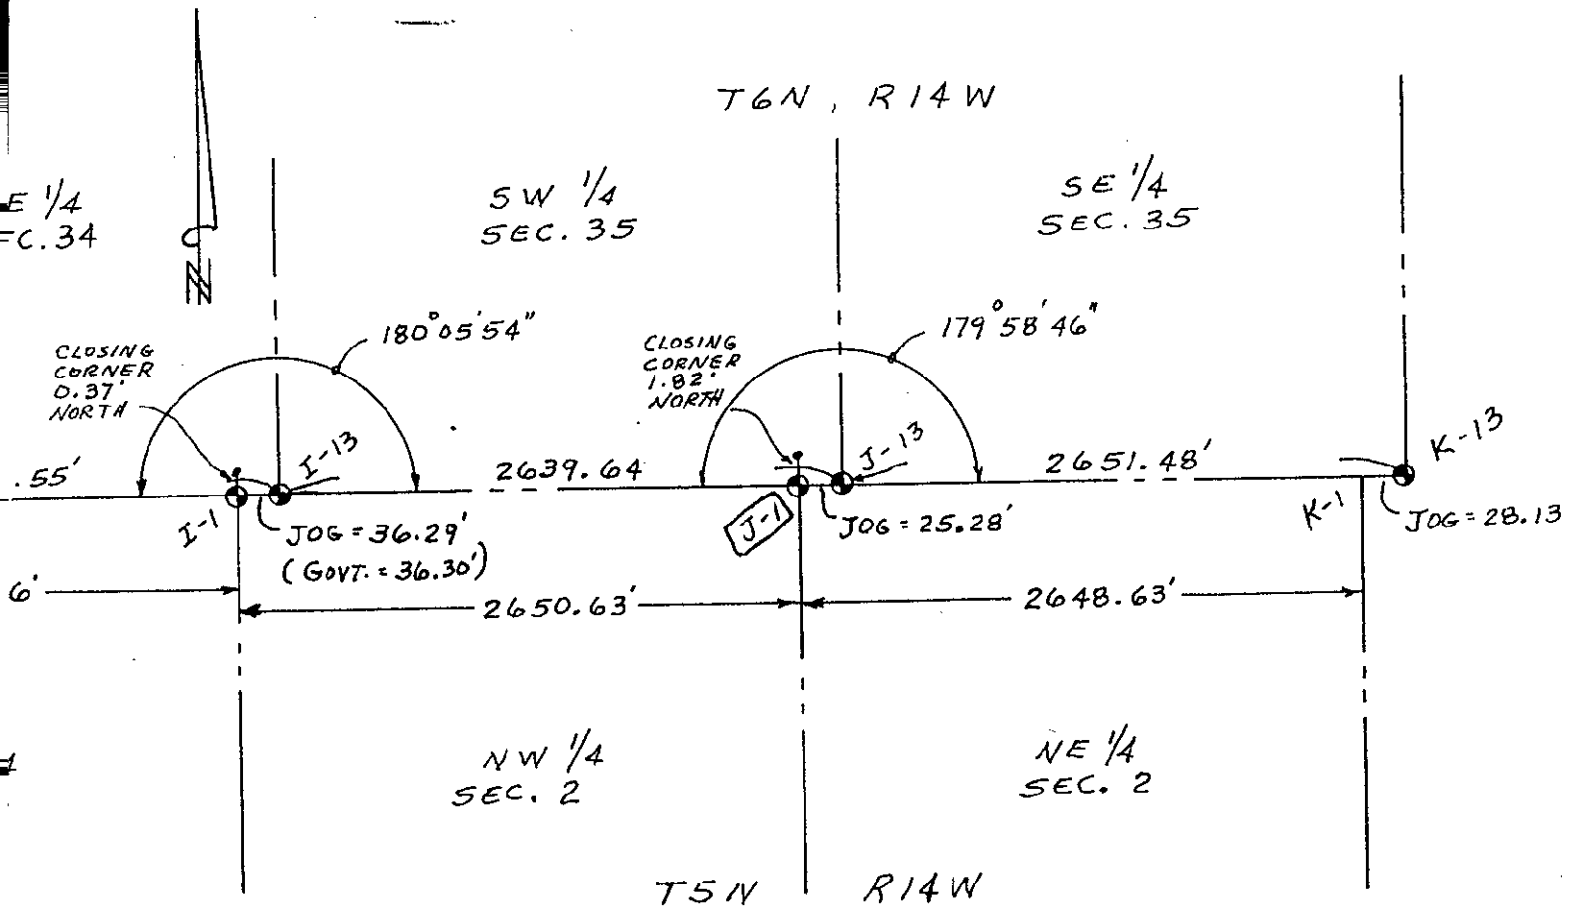 T6N, R14W
E 1/4
EC. 34
SW 1/4
SEC. 35
SE 1/4
SEC. 35
N
180°05'54"
179°58'46"
CLOSING
CORNER
0.37'
NORTH
CLOSING
CORNER
1.82'
NORTH
I-13
J-13
K-13
.55'
2639.64
2651.48'
I-1
J-1
K-1
JOG = 36.29'
(GOVT. = 36.30')
JOG = 25.28'
JOG = 28.13
6'
2650.63'
2648.63'
NW 1/4
SEC. 2
NE 1/4
SEC. 2
T5N R14W